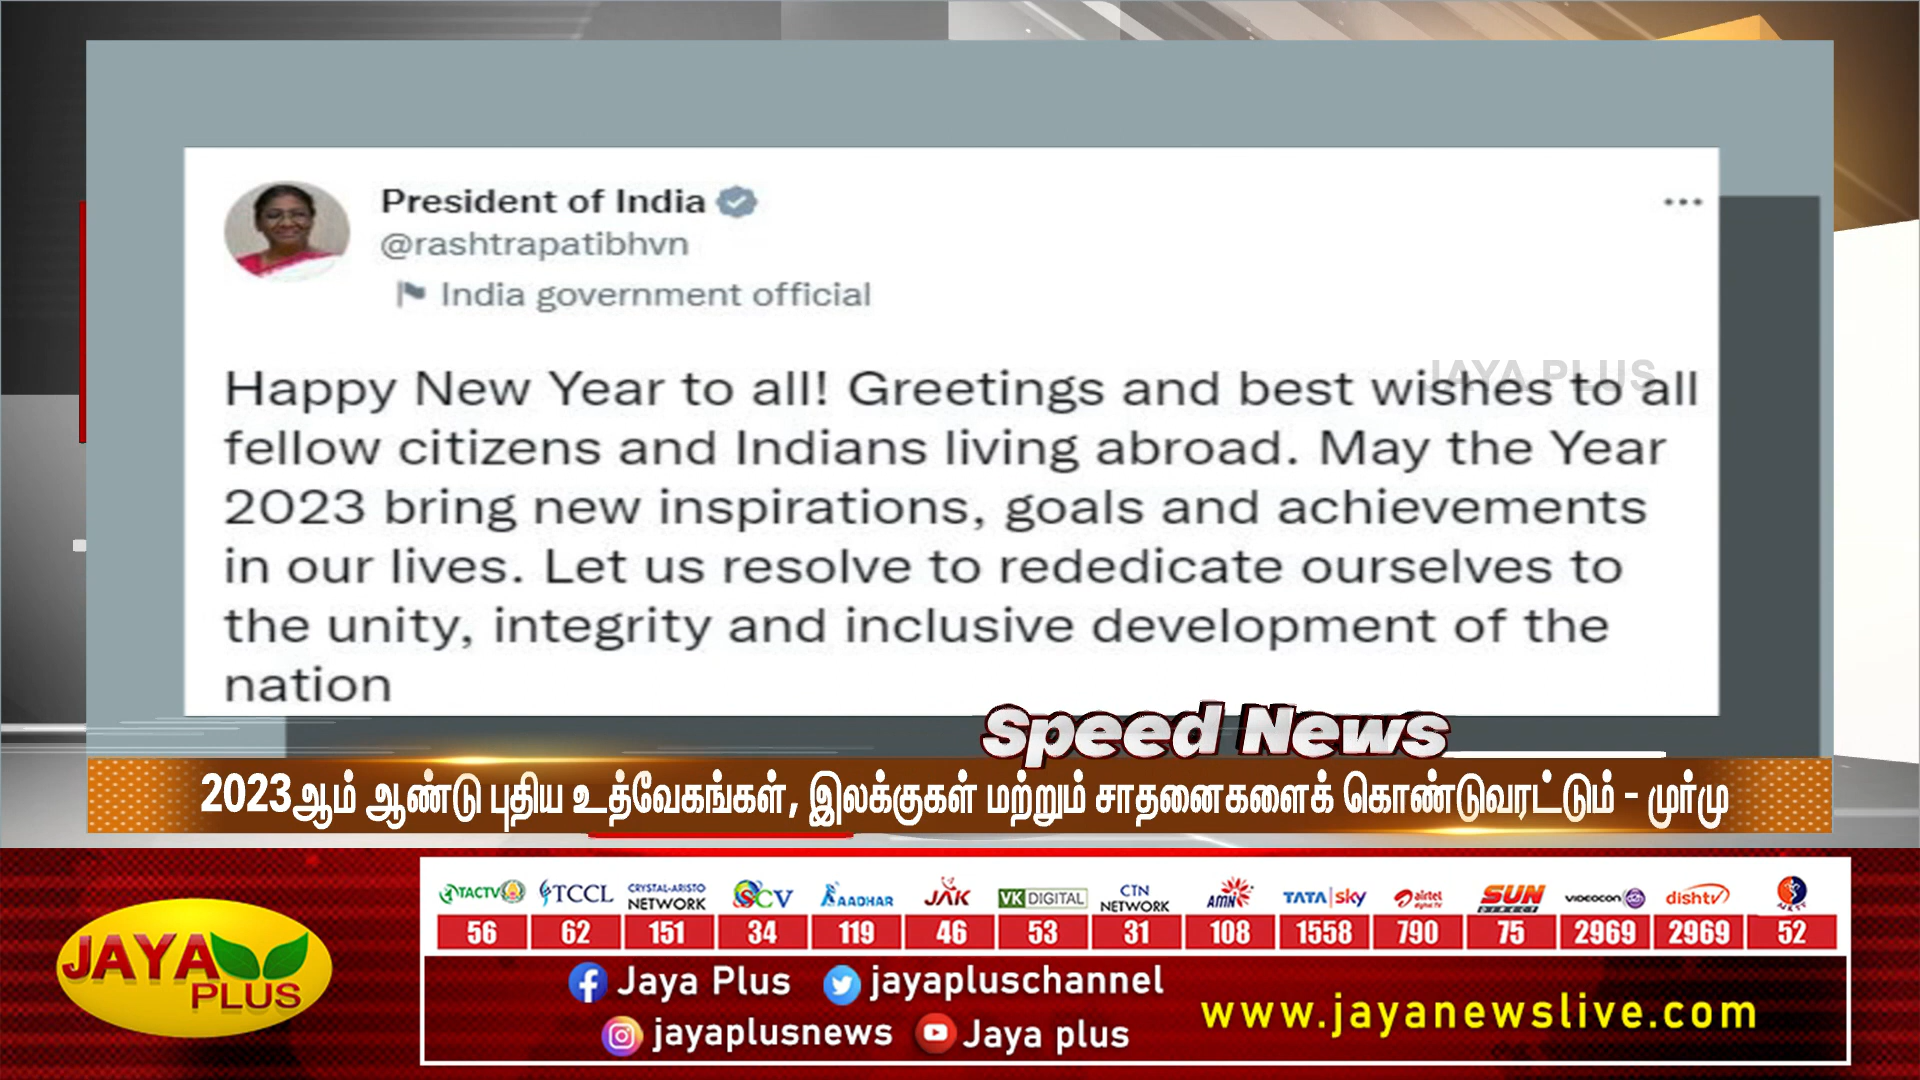 President of India
@rashtrapatibhvn
India government official
JAYA PLUS
Happy New Year to all! Greetings and best wishes to all
fellow citizens and Indians living abroad. May the Year
2023 bring new inspirations, goals and achievements
in our lives. Let us resolve to rededicate ourselves to
the unity, integrity and inclusive development of the
nation
Speed News
2023ஆம் ஆண்டு புதிய உத்வேகங்கள், இலக்குகள் மற்றும் சாதனைகளைக் கொண்டுவரட்டும் - முர்மு
JAYA PLUS
TACTV TCCL CRYSTAL-ARISTO NETWORK SCV AADHAR JAK VK DIGITAL CTN NETWORK AMN TATA sky airtel digital TV SUN DIRECT VIDEOCON dishtv
56 62 151 34 119 46 53 31 108 1558 790 75 2969 2969 52
Jaya Plus jayapluschannel
jayaplusnews Jaya plus
www.jayanewslive.com